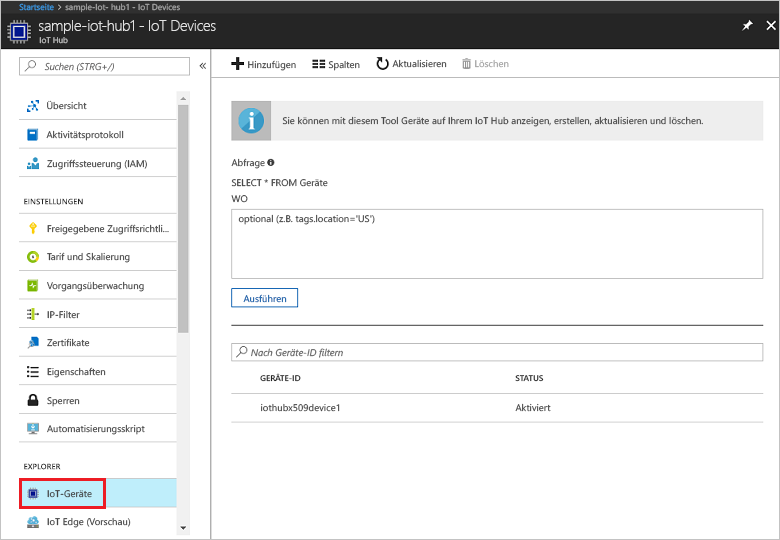 Startseite > sample-Iot- hub1 - IoT Devices
sample-iot-hub1 - IoT Devices
IoT Hub
Suchen (STRG+/)
Übersicht
Aktivitätsprotokoll
Zugriffssteuerung (IAM)
EINSTELLUNGEN
Freigegebene Zugriffsrichtli...
Tarif und Skalierung
Vorgangsüberwachung
IP-Filter
Zertifikate
Eigenschaften
Sperren
Automatisierungsskript
EXPLORER
IoT-Geräte
IoT Edge (Vorschau)
Hinzufügen Spalten Aktualisieren Löschen
Sie können mit diesem Tool Geräte auf Ihrem IoT Hub anzeigen, erstellen, aktualisieren und löschen.
Abfrage
SELECT * FROM Geräte
WO
optional (z.B. tags.location='US')
Ausführen
Nach Geräte-ID filtern
GERÄTE-ID STATUS
iothubx509device1 Aktiviert